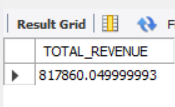 Result Grid F
TOTAL_REVENUE
817860.049999993